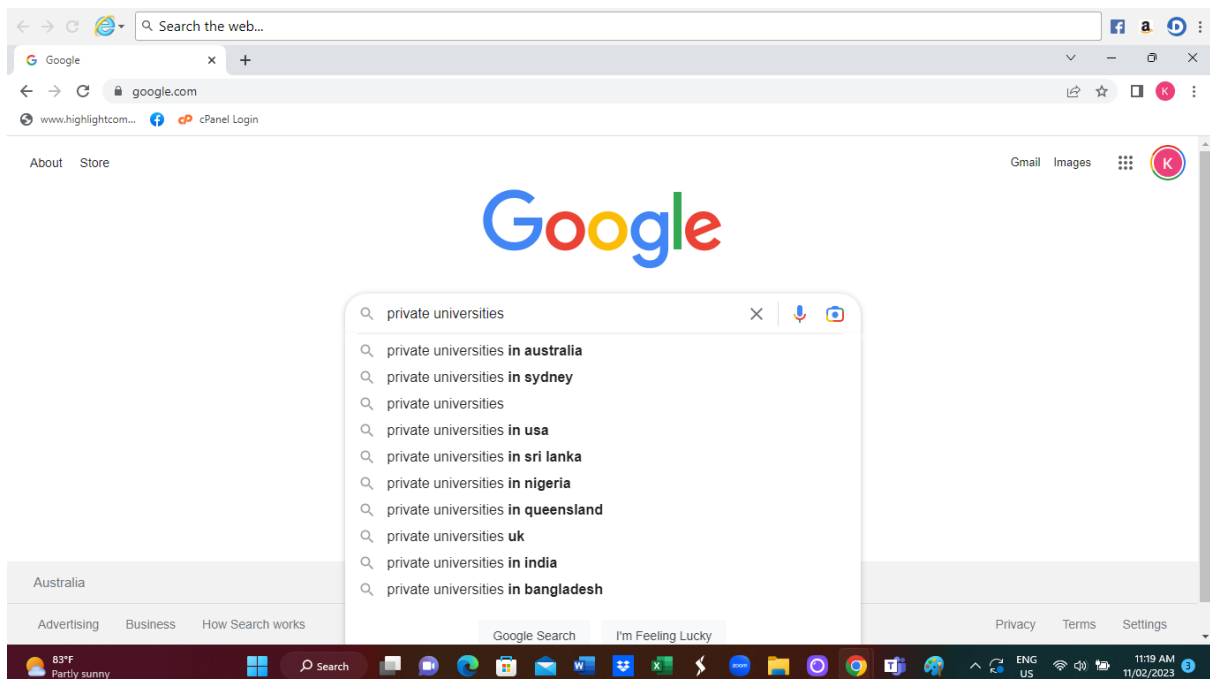 Search the web...
Google
google.com
www.highlightcom... cPanel Login
About Store Gmail Images K
Google
private universities
private universities in australia
private universities in sydney
private universities
private universities in usa
private universities in sri lanka
private universities in nigeria
private universities in queensland
private universities uk
private universities in india
private universities in bangladesh
Australia
Google Search I'm Feeling Lucky
Advertising Business How Search works Privacy Terms Settings
83°F
Partly sunny
Search
zoom
ENG
US
11:19 AM
11/02/2023
3